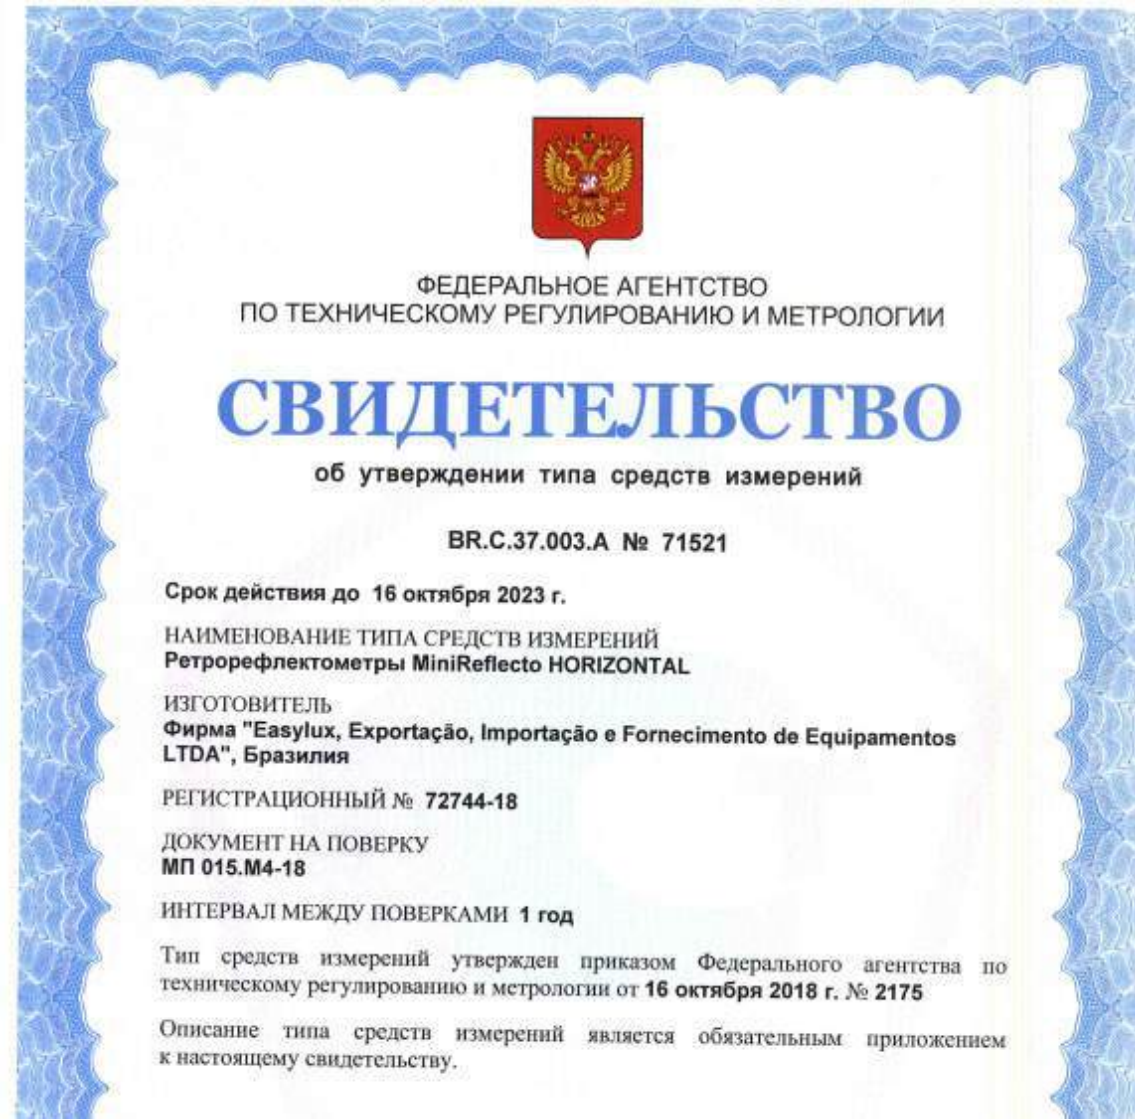 ФЕДЕРАЛЬНОЕ АГЕНТСТВО
ПО ТЕХНИЧЕСКОМУ РЕГУЛИРОВАНИЮ И МЕТРОЛОГИИ
СВИДЕТЕЛЬСТВО
об утверждении типа средств измерений
BR.C.37.003.A № 71521
Срок действия до 16 октября 2023 г.
НАИМЕНОВАНИЕ ТИПА СРЕДСТВ ИЗМЕРЕНИЙ
Ретрорефлектометры MiniReflecto HORIZONTAL
ИЗГОТОВИТЕЛЬ
Фирма "Easylux, Exportação, Importação e Fornecimento de Equipamentos
LTDA", Бразилия
РЕГИСТРАЦИОННЫЙ № 72744-18
ДОКУМЕНТ НА ПОВЕРКУ
МП 015.М4-18
ИНТЕРВАЛ МЕЖДУ ПОВЕРКАМИ 1 год
Тип средств измерений утвержден приказом Федерального агентства по
техническому регулированию и метрологии от 16 октября 2018 г. № 2175
Описание типа средств измерений является обязательным приложением
к настоящему свидетельству.